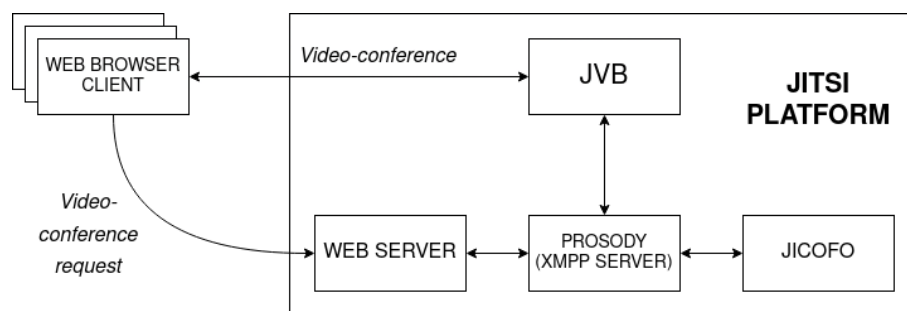 WEB BROWSER
CLIENT
Video-conference
JVB
JITSI
PLATFORM
Video-
conference
request
WEB SERVER
PROSODY
(XMPP SERVER)
JICOFO